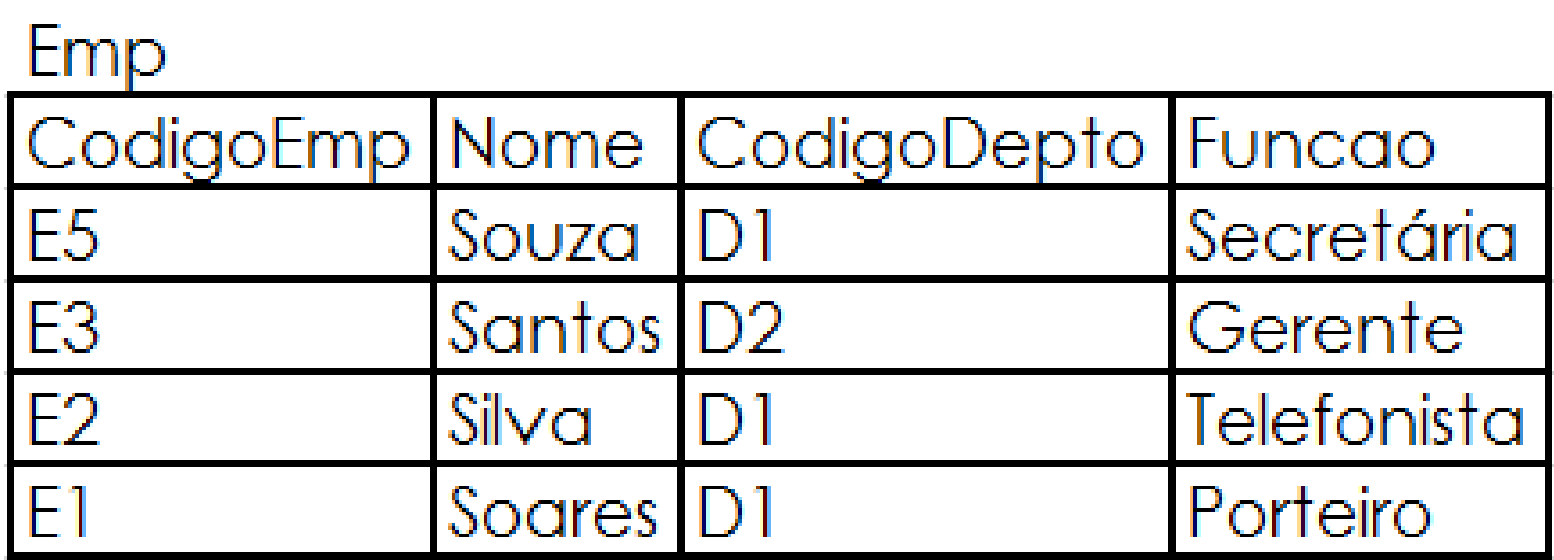 Emp
CodigoEmp Nome CodigoDepto Funcao
E5 Souza D1 Secretária
E3 Santos D2 Gerente
E2 Silva D1 Telefonista
E1 Soares D1 Porteiro